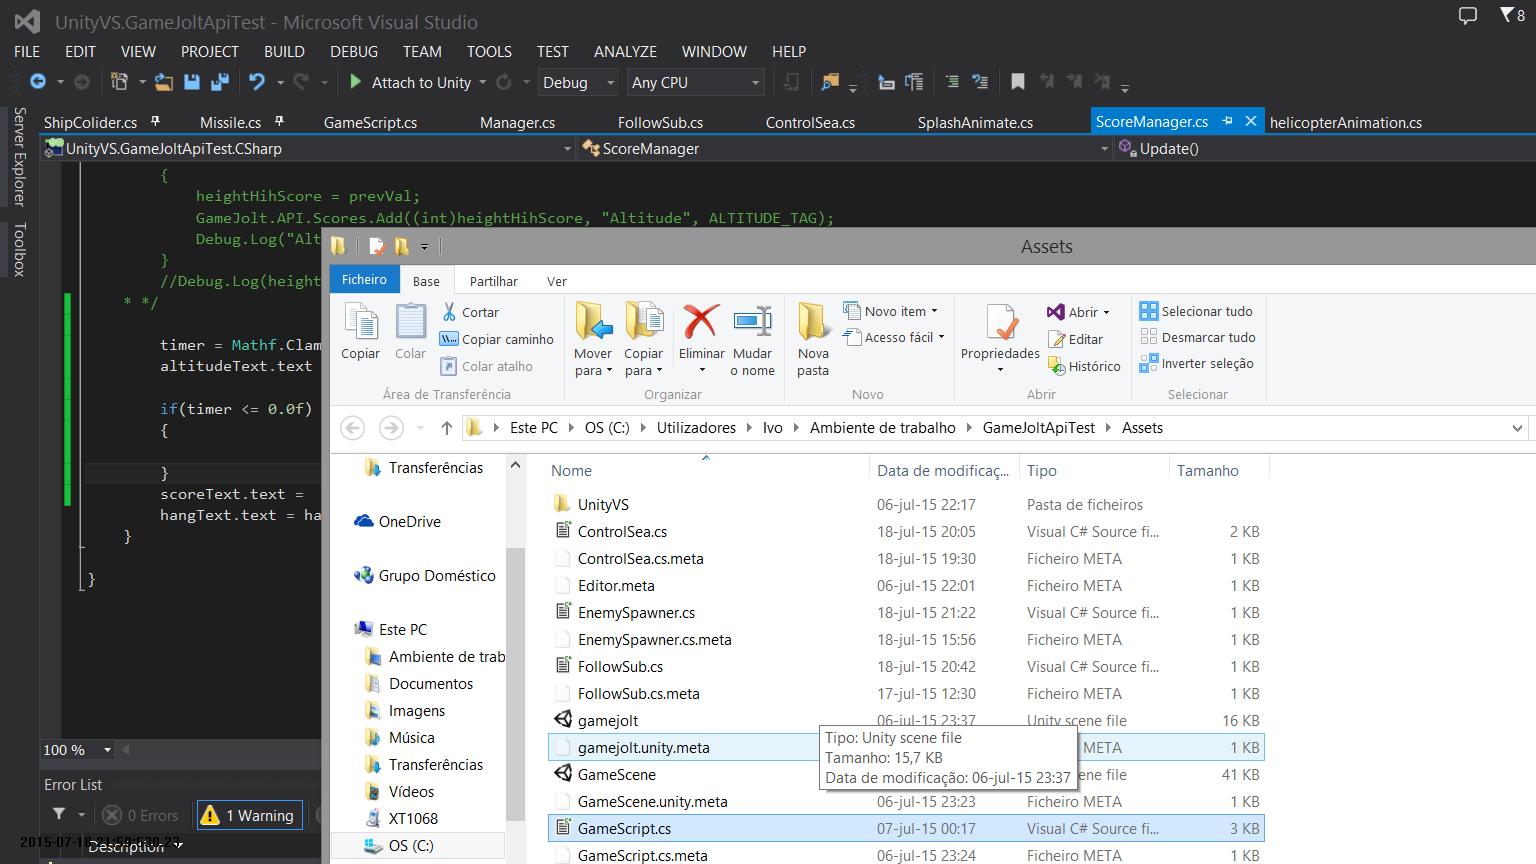 UnityVS.GameJoltApiTest - Microsoft Visual Studio
8
FILE EDIT VIEW PROJECT BUILD DEBUG TEAM TOOLS TEST ANALYZE WINDOW HELP
Attach to Unity Debug Any CPU
Server Explorer
Toolbox
ShipColider.cs Missile.cs GameScript.cs Manager.cs FollowSub.cs ControlSea.cs SplashAnimate.cs ScoreManager.cs helicopterAnimation.cs
UnityVS.GameJoltApiTest.CSharp ScoreManager Update()
{
heightHihScore = prevVal;
GameJolt.API.Scores.Add((int)heightHihScore, "Altitude", ALTITUDE_TAG);
Debug.Log("Alt
}
//Debug.Log(height
* */
timer = Mathf.Clam
altitudeText.text
if(timer <= 0.0f)
{
}
scoreText.text =
hangText.text = ha
}
}
100 %
Error List
0 Errors 1 Warning
Description
Assets
Ficheiro Base Partilhar Ver
Copiar
Colar
Cortar
Copiar caminho
Colar atalho
Área de Transferência
Mover para
Copiar para
Eliminar
Mudar o nome
Organizar
Nova pasta
Novo item
Acesso fácil
Novo
Propriedades
Abrir
Editar
Histórico
Abrir
Selecionar tudo
Desmarcar tudo
Inverter seleção
Selecionar
Este PC OS (C:) Utilizadores Ivo Ambiente de trabalho GameJoltApiTest Assets
Transferências
OneDrive
Grupo Doméstico
Este PC
Ambiente de trab
Documentos
Imagens
Música
Transferências
Vídeos
XT1068
OS (C:)
Nome Data de modificaç... Tipo Tamanho
UnityVS 06-jul-15 22:17 Pasta de ficheiros
ControlSea.cs 18-jul-15 20:05 Visual C# Source fi... 2 KB
ControlSea.cs.meta 18-jul-15 19:30 Ficheiro META 1 KB
Editor.meta 06-jul-15 22:01 Ficheiro META 1 KB
EnemySpawner.cs 18-jul-15 21:22 Visual C# Source fi... 1 KB
EnemySpawner.cs.meta 18-jul-15 15:56 Ficheiro META 1 KB
FollowSub.cs 18-jul-15 20:42 Visual C# Source fi... 1 KB
FollowSub.cs.meta 17-jul-15 12:30 Ficheiro META 1 KB
gamejolt 06-jul-15 23:37 Unity scene file 16 KB
gamejolt.unity.meta META 1 KB
GameScene ene file 41 KB
GameScene.unity.meta 06-jul-15 23:23 Ficheiro META 1 KB
GameScript.cs 07-jul-15 00:17 Visual C# Source fi... 3 KB
GameScript.cs.meta 06-jul-15 23:24 Ficheiro META 1 KB
Tipo: Unity scene file
Tamanho: 15,7 KB
Data de modificação: 06-jul-15 23:37